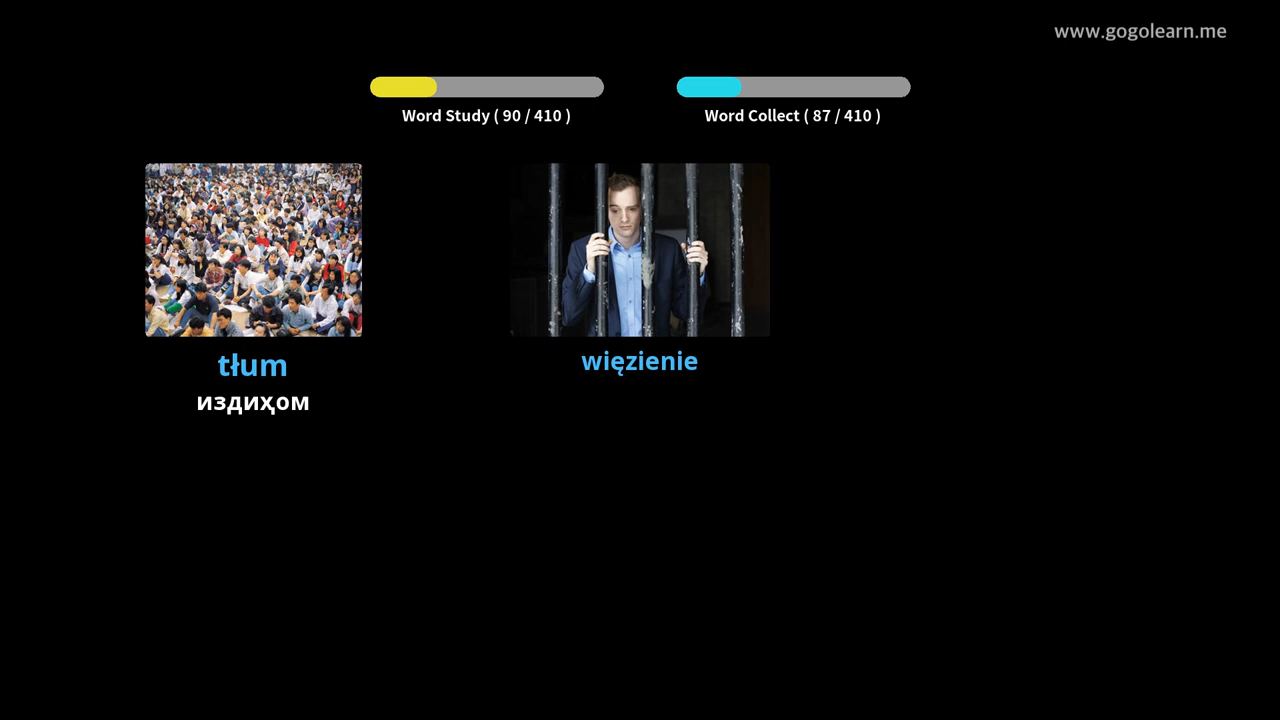 www.gogolearn.me
Word Study ( 90 / 410 )
Word Collect ( 87 / 410 )
tłum
издиҳом
więzienie